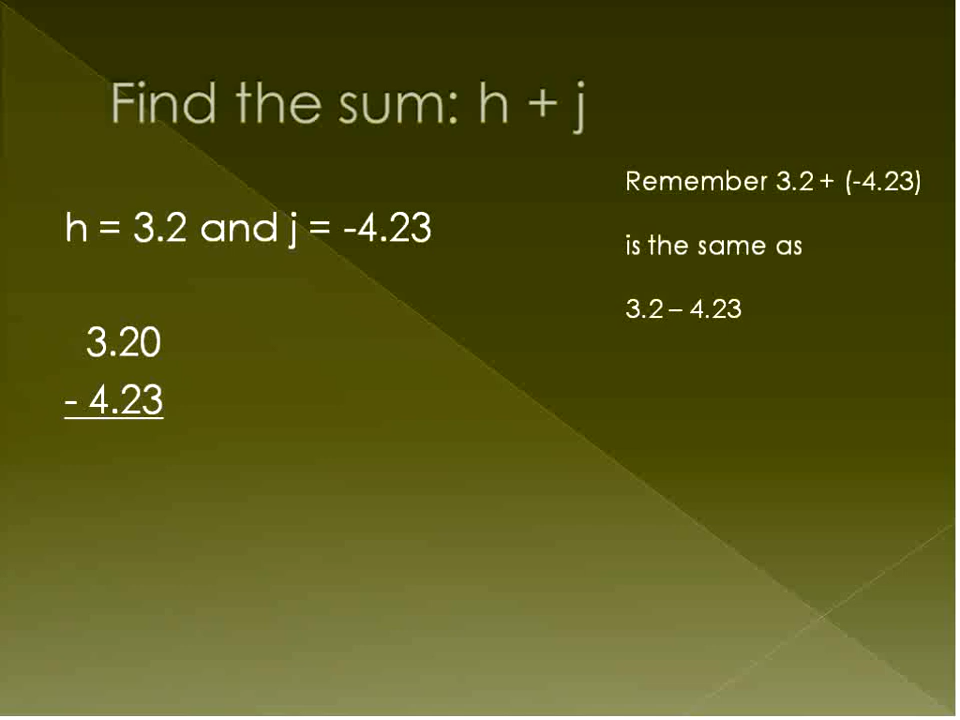 Find the sum: h + j
h = 3.2 and j = -4.23
3.20
- 4.23
Remember 3.2 + (-4.23)
is the same as
3.2 – 4.23